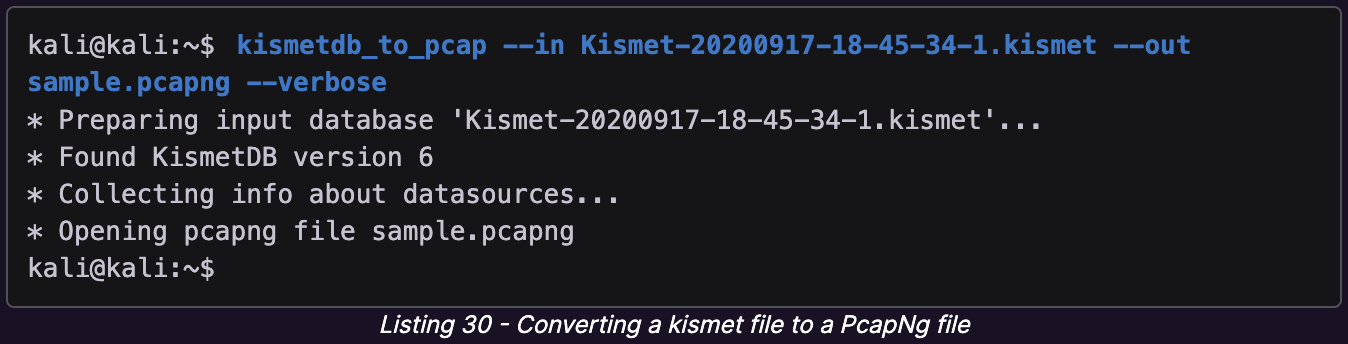 kali@kali:~$ kismetdb_to_pcap --in Kismet-20200917-18-45-34-1.kismet --out
sample.pcapng --verbose
* Preparing input database 'Kismet-20200917-18-45-34-1.kismet'...
* Found KismetDB version 6
* Collecting info about datasources...
* Opening pcapng file sample.pcapng
kali@kali:~$
Listing 30 - Converting a kismet file to a PcapNg file